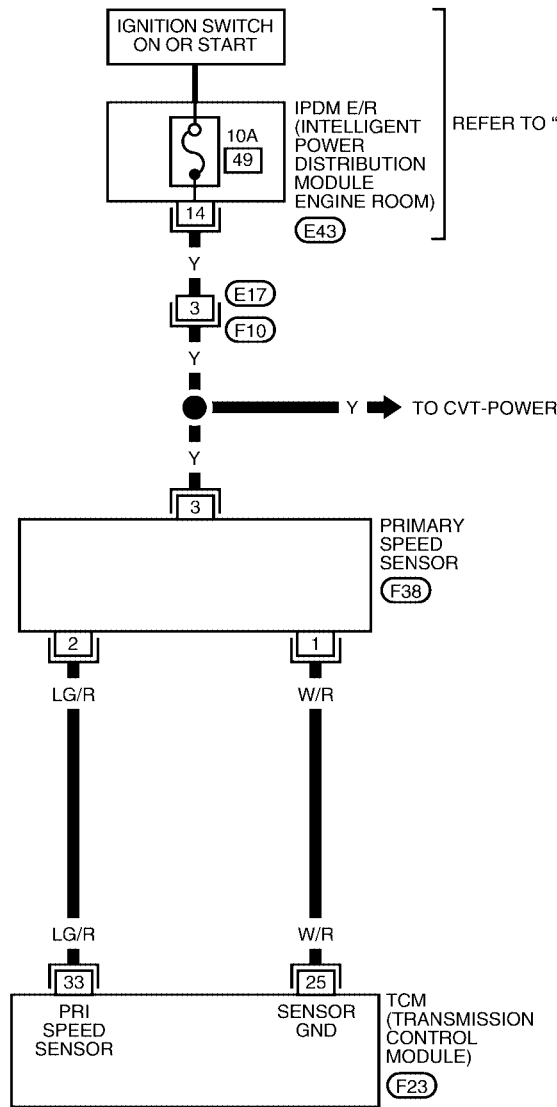 IGNITION SWITCH
ON OR START
IPDM E/R
(INTELLIGENT
POWER
DISTRIBUTION
MODULE
ENGINE ROOM)
10A
49
REFER TO “
14
E43
Y
3
E17
F10
Y
Y
TO CVT-POWER
Y
3
PRIMARY
SPEED
SENSOR
F38
2
1
LG/R
W/R
LG/R
W/R
33
25
PRI
SPEED
SENSOR
SENSOR
GND
TCM
(TRANSMISSION
CONTROL
MODULE)
F23